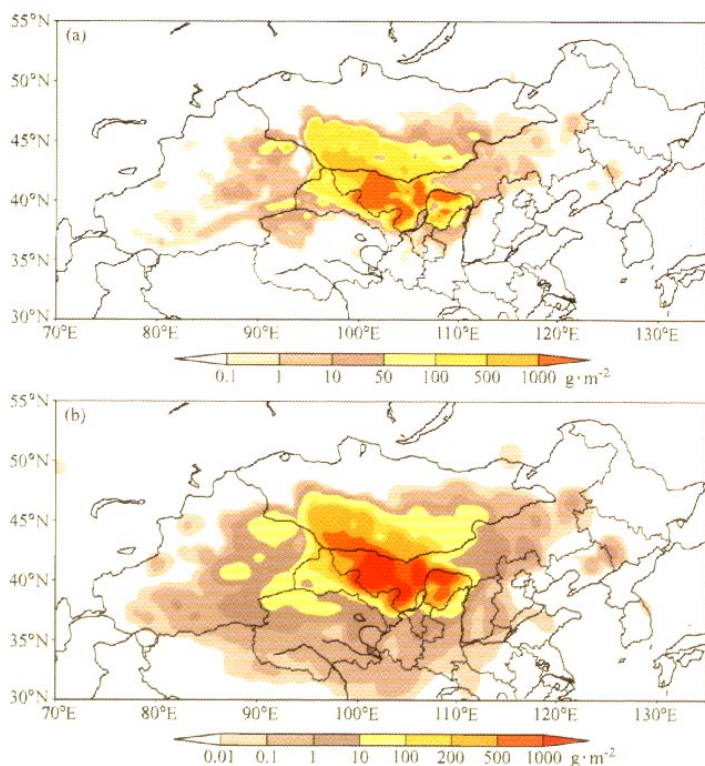 55°N
(a)
50°N
45°N
40°N
35°N
30°N
70°E 80°E 90°E 100°E 110°E 120°E 130°E
0.1 1 10 50 100 500 1000 g·m⁻²
55°N
(b)
50°N
45°N
40°N
35°N
30°N
70°E 80°E 90°E 100°E 110°E 120°E 130°E
0.01 0.1 1 10 100 200 500 1000 g·m⁻²